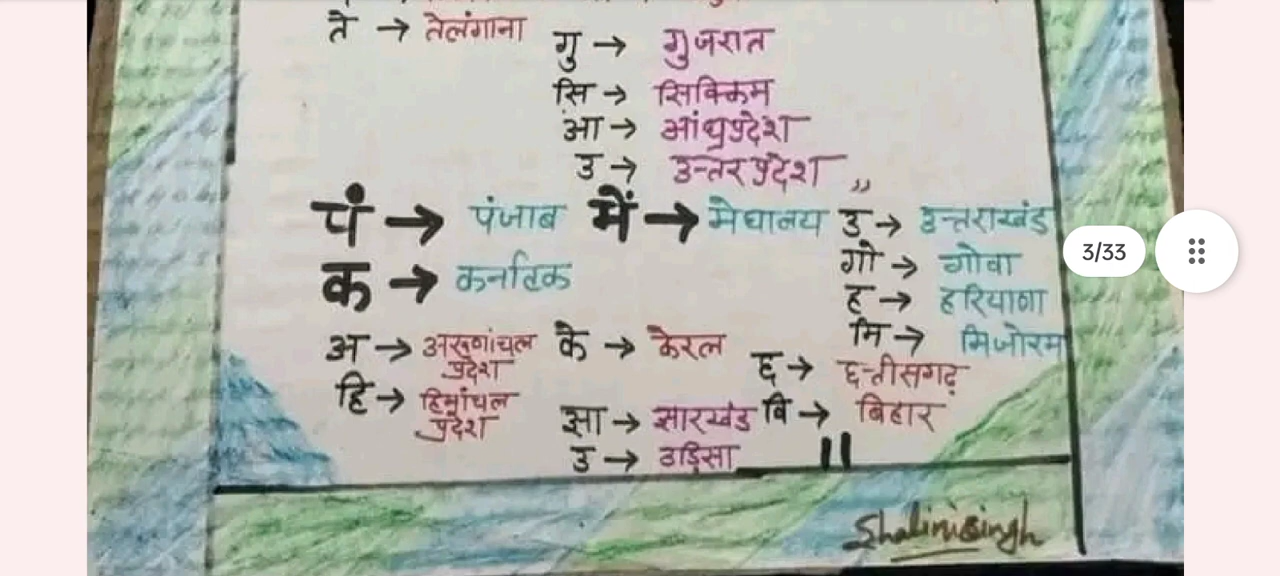 ते → तेलंगाना
गु → गुजरात
सि → सिक्किम
आ → आंध्रप्रदेश
उ → उत्तरप्रदेश ,,
पं → पंजाब में → मेघालय उ → उत्तराखंड
गो → गोवा
क → कर्नाटक
ह → हरियाणा
मि → मिजोरम
अ → अरुणांचल प्रदेश
के → केरल
छ → छत्तीसगढ़
हि → हिमांचल प्रदेश
झा → झारखंड बि → बिहार
उ → उड़िसा
||
Shalinisingh
3/33